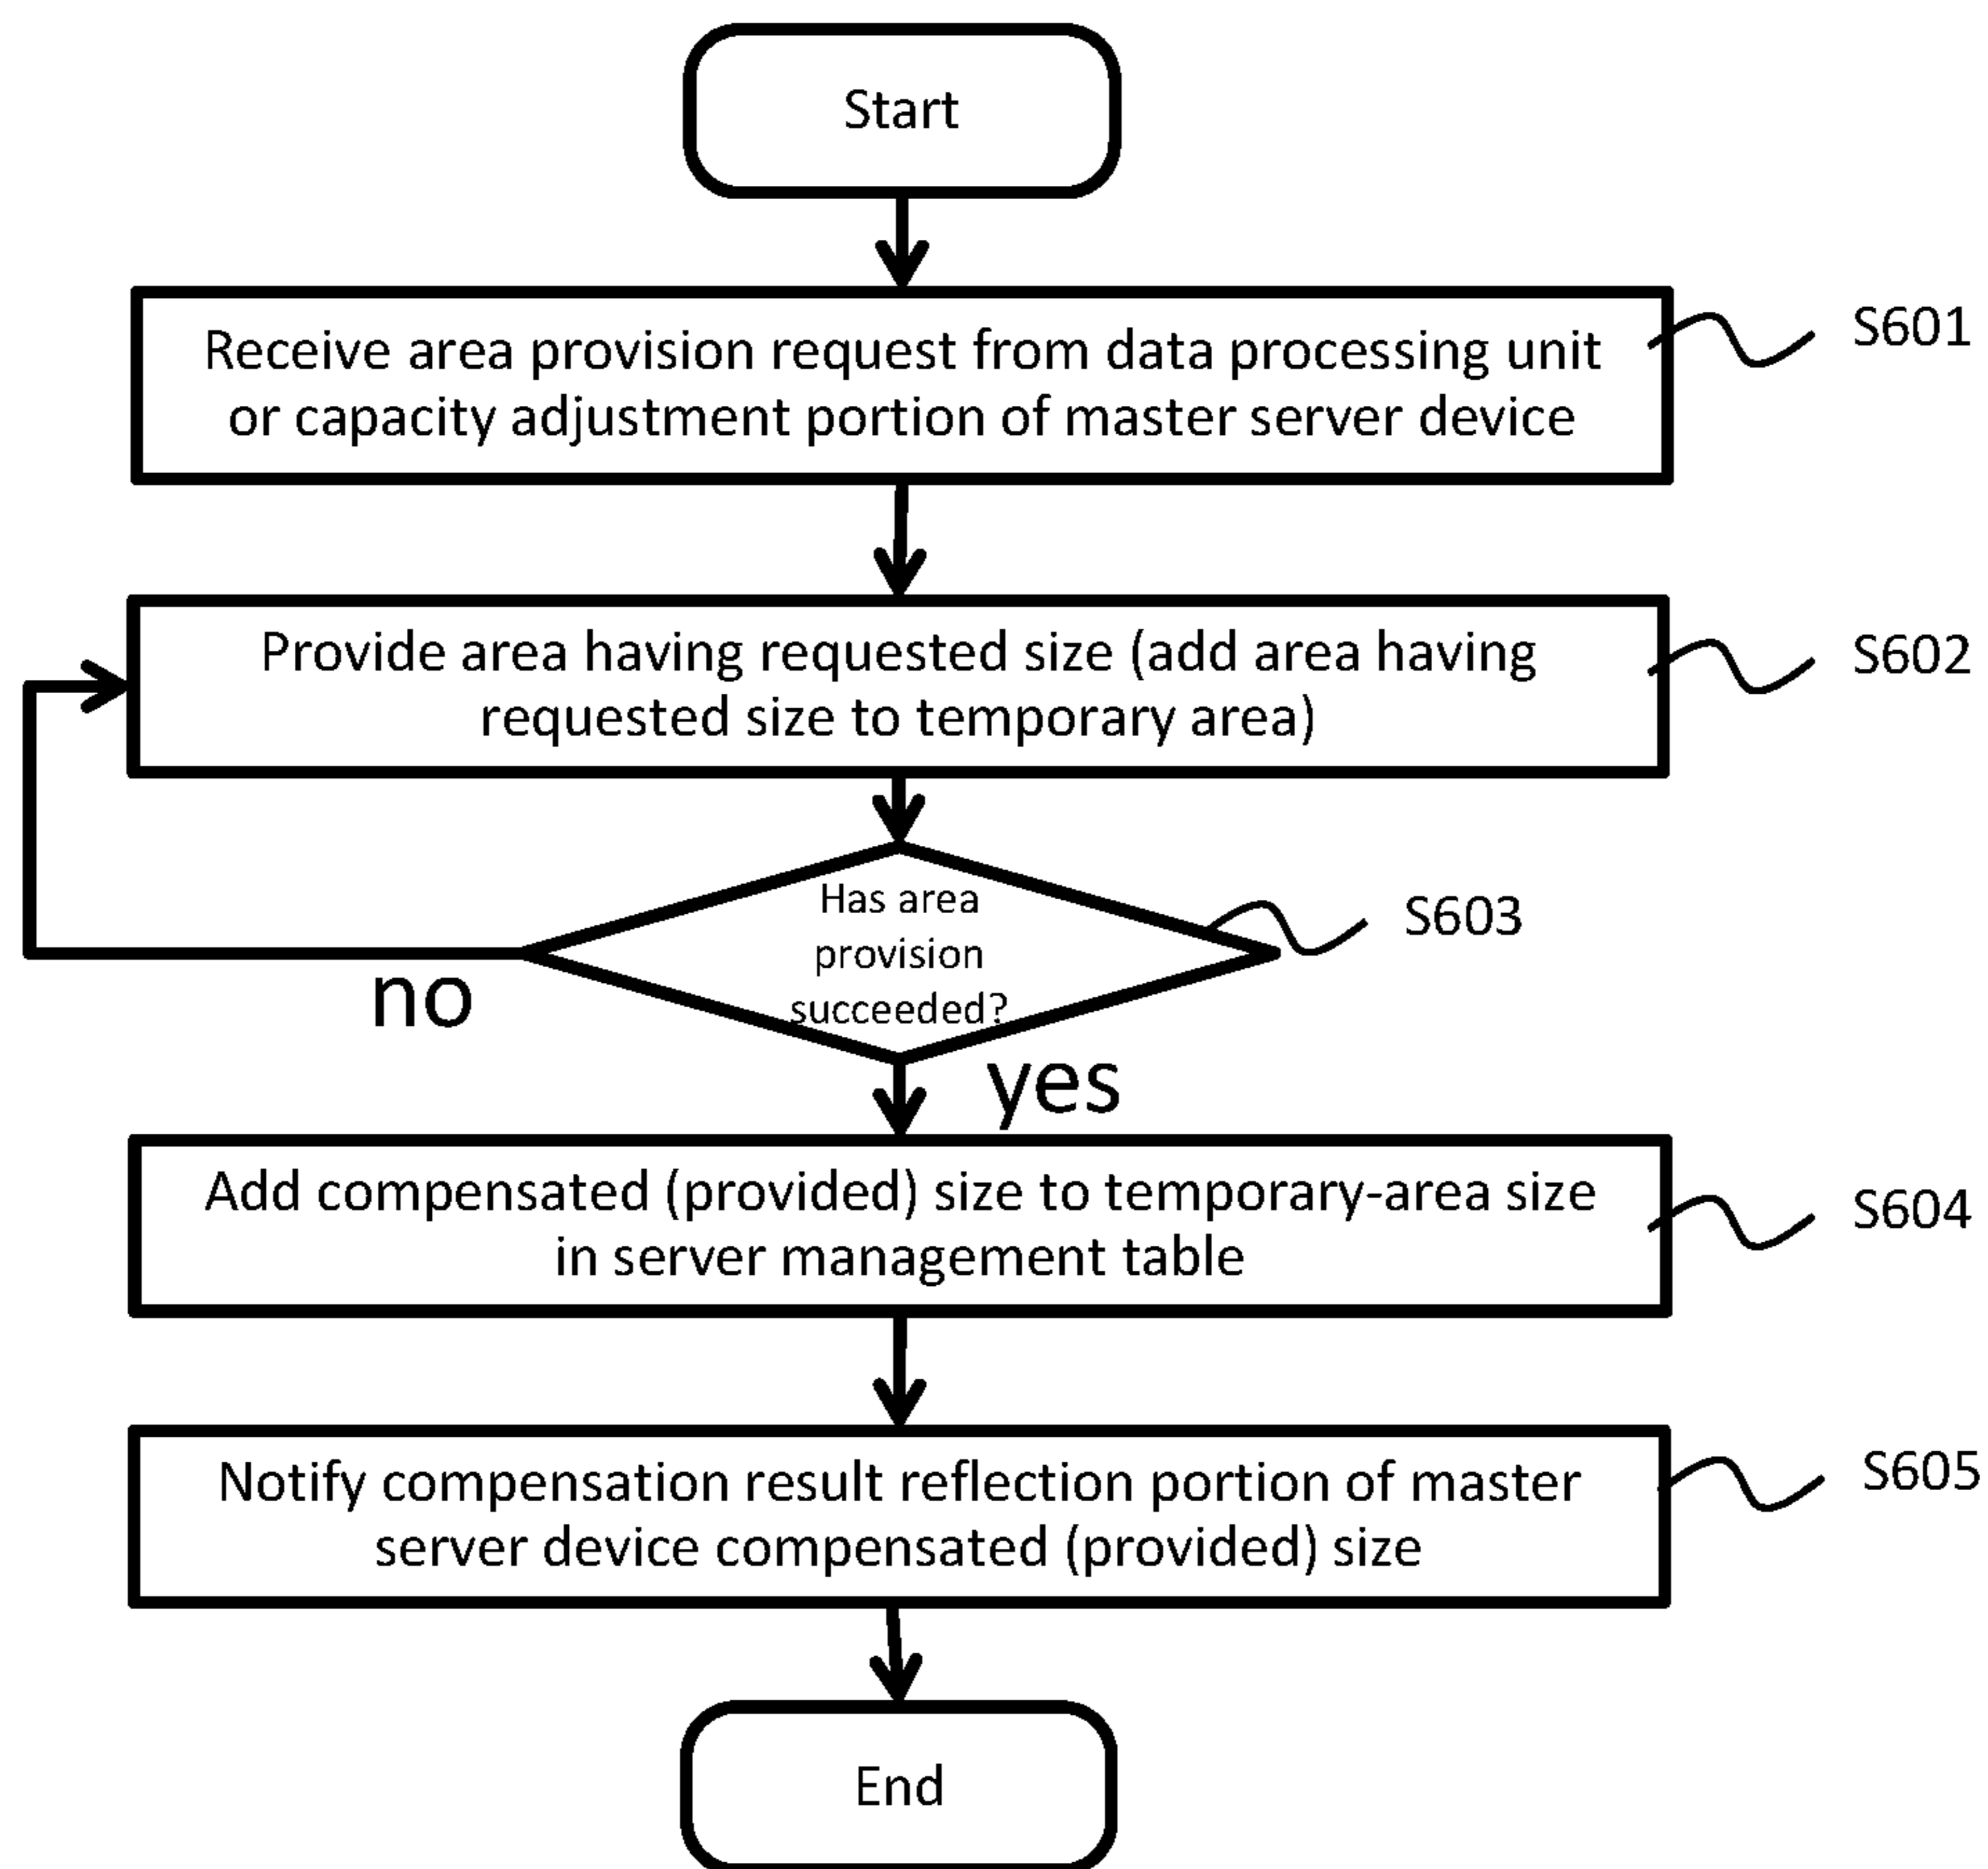 Start
Receive area provision request from data processing unit
or capacity adjustment portion of master server device
S601
Provide area having requested size (add area having
requested size to temporary area)
S602
Has area
provision
succeeded?
S603
no
yes
Add compensated (provided) size to temporary-area size
in server management table
S604
Notify compensation result reflection portion of master
server device compensated (provided) size
S605
End